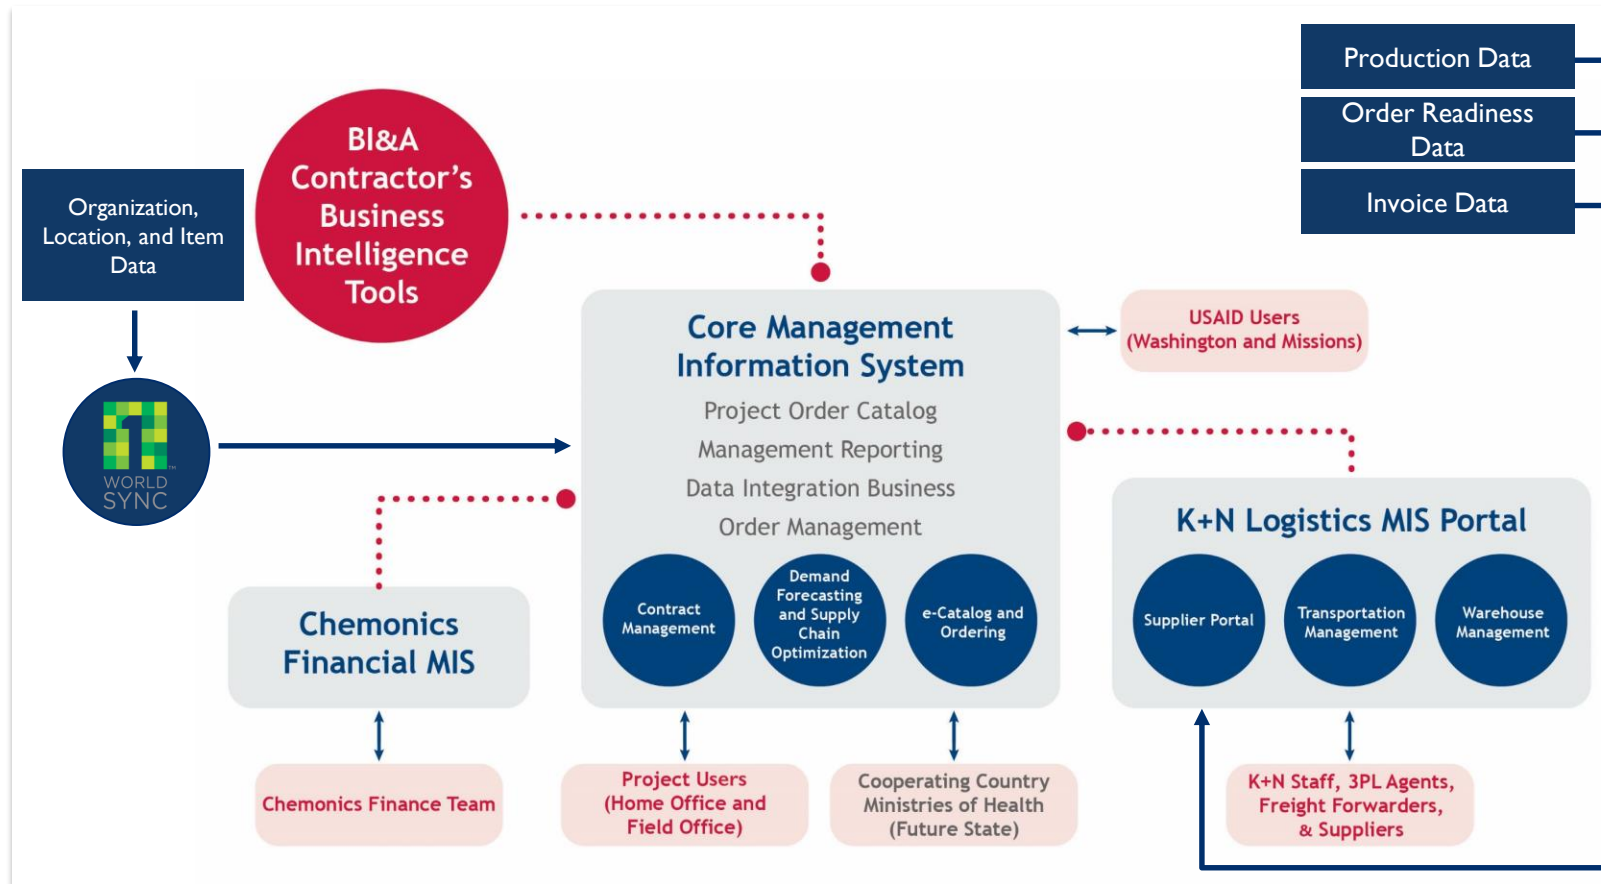 Production Data
Order Readiness
Data
Invoice Data
BI&A
Contractor's
Business
Intelligence
Tools
Organization,
Location, and Item
Data
1
WORLD
SYNC
™
Core Management
Information System
Project Order Catalog
Management Reporting
Data Integration Business
Order Management
Contract
Management
Demand
Forecasting
and Supply
Chain
Optimization
e-Catalog and
Ordering
USAID Users
(Washington and Missions)
K+N Logistics MIS Portal
Supplier Portal
Transportation
Management
Warehouse
Management
Chemonics
Financial MIS
Chemonics Finance Team
Project Users
(Home Office and
Field Office)
Cooperating Country
Ministries of Health
(Future State)
K+N Staff, 3PL Agents,
Freight Forwarders,
& Suppliers